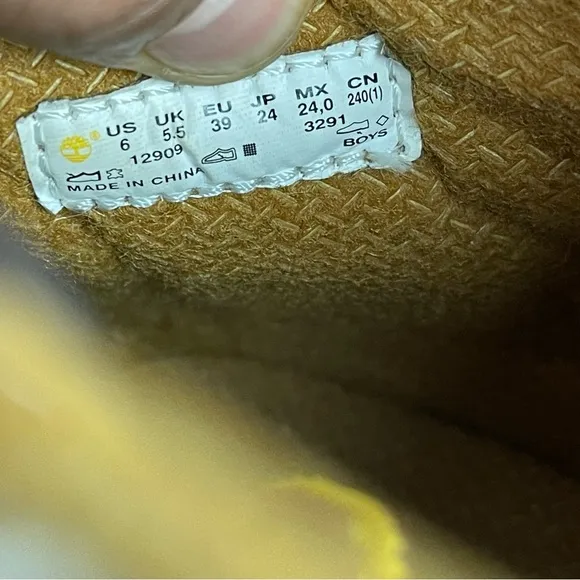 ® US UK EU JP MX CN
6 5.5 39 24 24,0 240(1)
12909 3291
BOYS
MADE IN CHINA